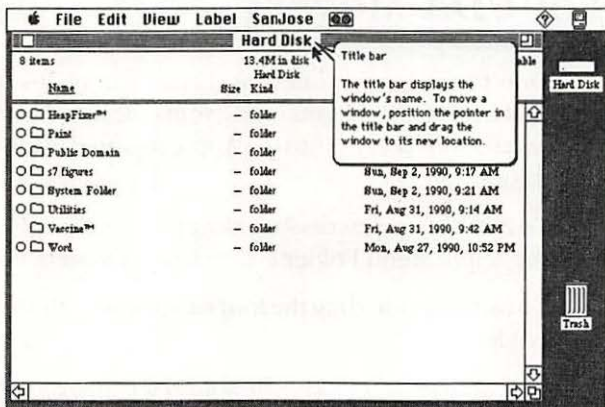 File Edit View Label SanJose
Hard Disk
8 items 13.4M in disk able
Hard Disk
Name Size Kind
HeapFixer™ – folder
Paint – folder
Public Domain – folder
s7 figures – folder Sun, Sep 2, 1990, 9:17 AM
System Folder – folder Sun, Sep 2, 1990, 9:21 AM
Utilities – folder Fri, Aug 31, 1990, 9:14 AM
Vaccine™ – folder Fri, Aug 31, 1990, 9:42 AM
Word – folder Mon, Aug 27, 1990, 10:52 PM
Title bar
The title bar displays the
window's name. To move a
window, position the pointer in
the title bar and drag the
window to its new location.
Hard Disk
Trash